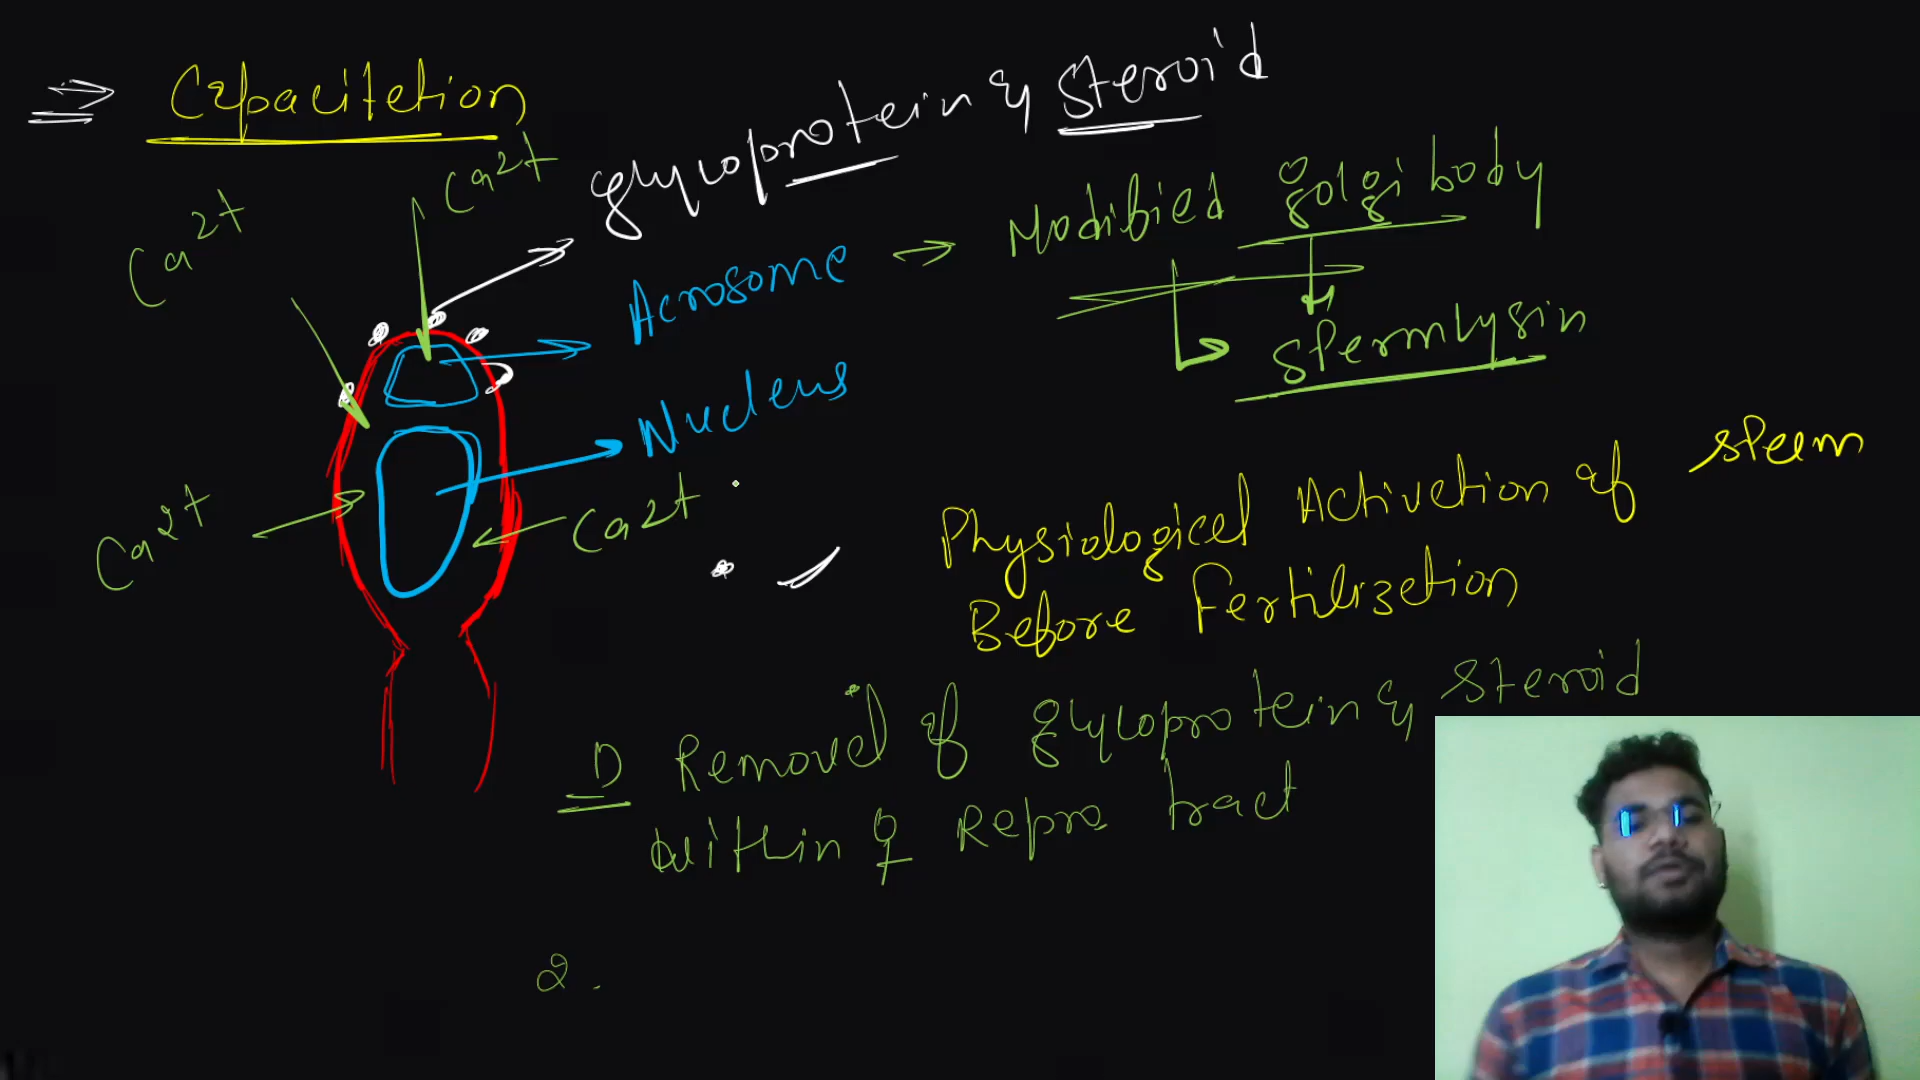 ⇒ Capacitation
glycoprotein & steroid
Ca2+
Ca2+
Acrosome → Modified golgi body
spermlysin
Nucleus
Ca2+
Ca2+
Physiological Activation of sperm
Before Fertilization
1) Removal of glycoprotein & steroid
within ♀ Repro tract
2.